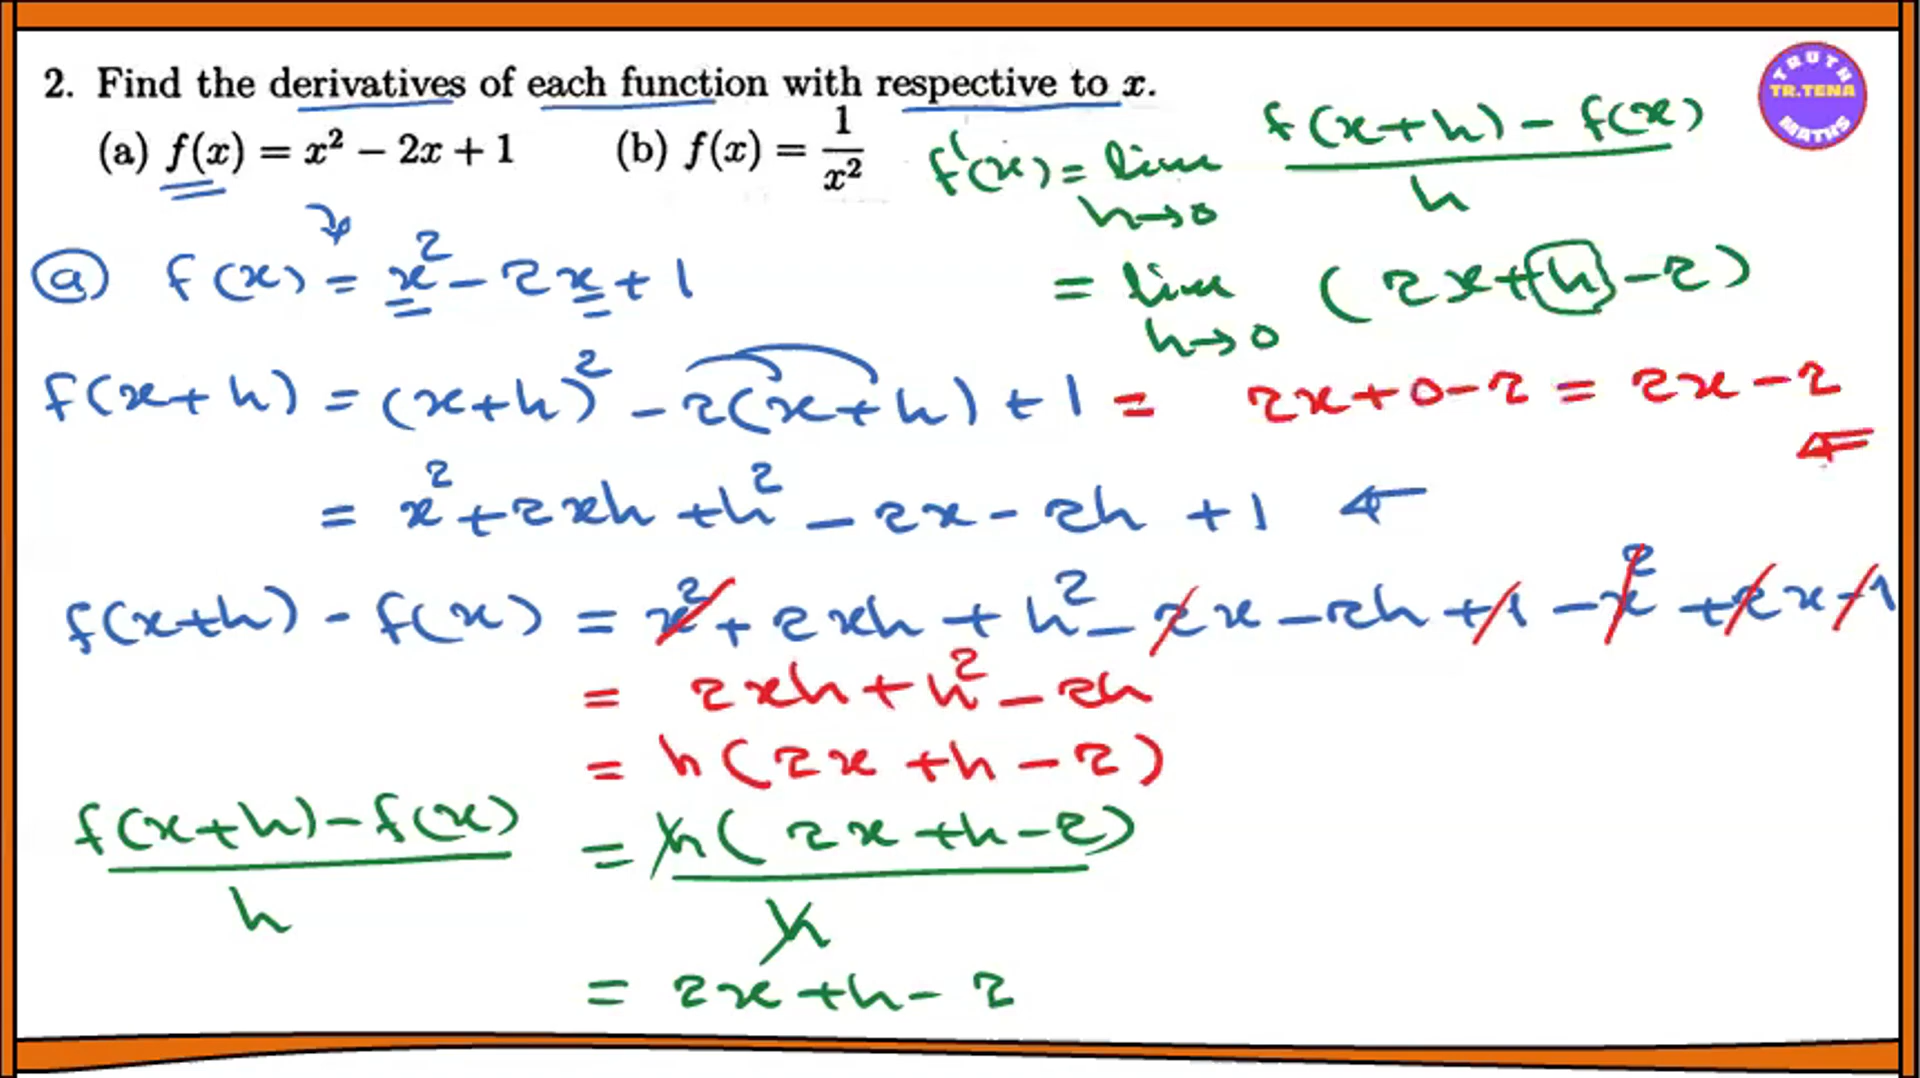 2. Find the derivatives of each function with respective to x.
(a) f(x) = x² − 2x + 1 (b) f(x) = 1/x²
TRUTH
TR.TENA
MATHS
f'(x) = lim h→0 (f(x+h) − f(x))/h
(a) f(x) = x² − 2x + 1
= lim h→0 (2x+h−2)
f(x+h) = (x+h)² − 2(x+h) + 1
= 2x+0−2 = 2x−2
= x² + 2xh + h² − 2x − 2h + 1
f(x+h) − f(x) = x² + 2xh + h² − 2x − 2h + 1 − x² + 2x − 1
= 2xh + h² − 2h
= h(2x + h − 2)
(f(x+h) − f(x))/h = h(2x + h − 2)/h
= 2x + h − 2